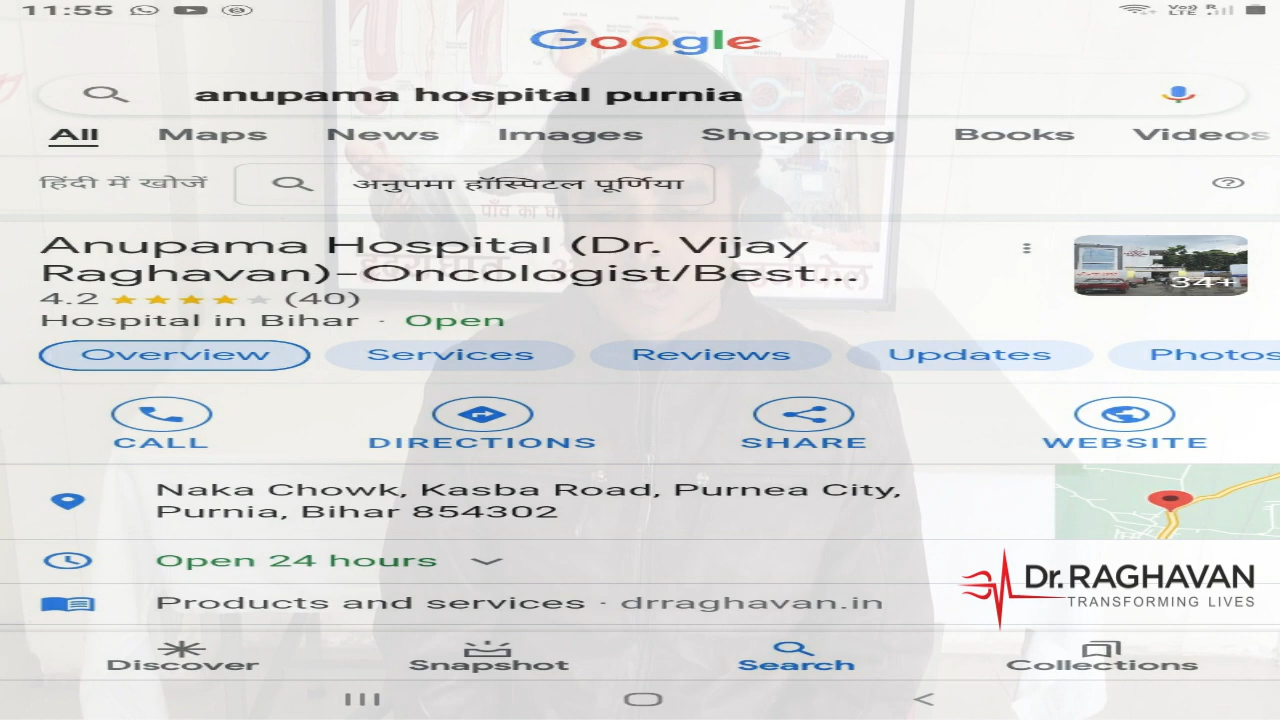 11:55
Vo))
LTE
R
Google
anupama hospital purnia
All Maps News Images Shopping Books Videos
हिंदी में खोजें अनुपमा हॉस्पिटल पूर्णिया
पाँव का
Anupama Hospital (Dr. Vijay
Raghavan)-Oncologist/Best...
34+
4.2 (40)
Hospital in Bihar · Open
Overview Services Reviews Updates Photos
CALL DIRECTIONS SHARE WEBSITE
Naka Chowk, Kasba Road, Purnea City,
Purnia, Bihar 854302
Open 24 hours
Dr.RAGHAVAN
TRANSFORMING LIVES
Products and services · drraghavan.in
Discover Snapshot Search Collections